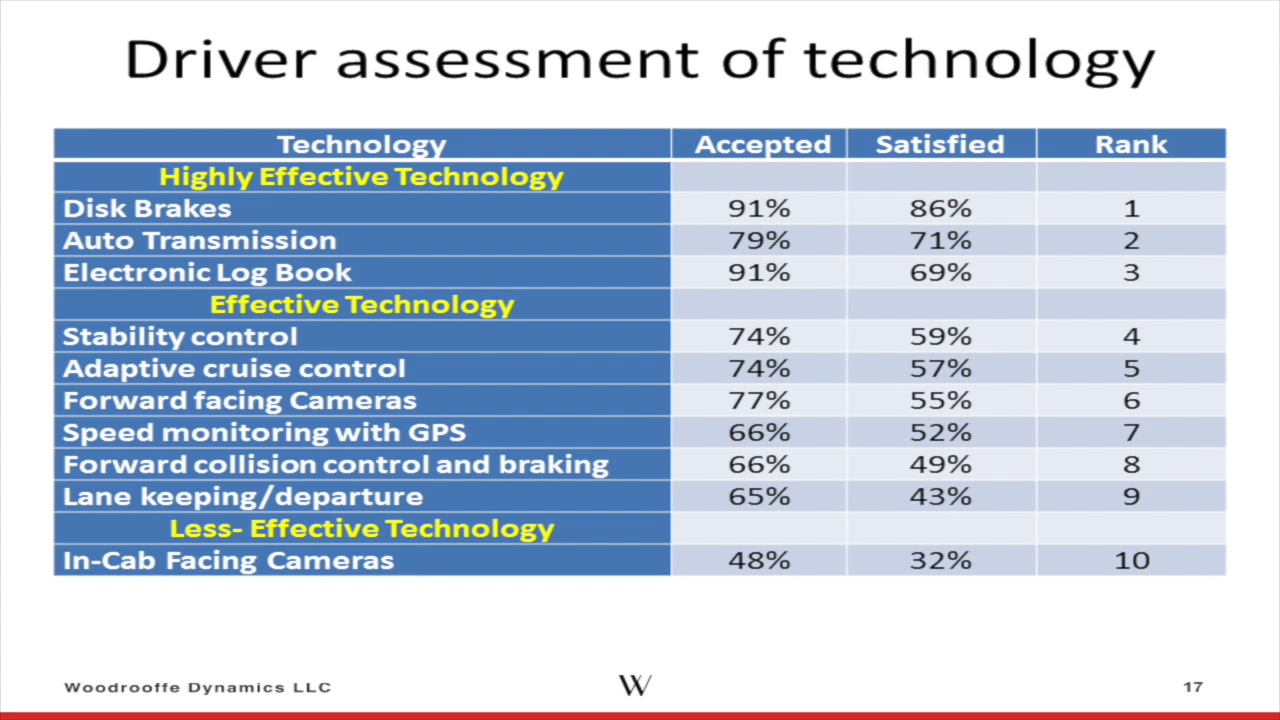 Driver assessment of technology
Technology Accepted Satisfied Rank
Highly Effective Technology
Disk Brakes 91% 86% 1
Auto Transmission 79% 71% 2
Electronic Log Book 91% 69% 3
Effective Technology
Stability control 74% 59% 4
Adaptive cruise control 74% 57% 5
Forward facing Cameras 77% 55% 6
Speed monitoring with GPS 66% 52% 7
Forward collision control and braking 66% 49% 8
Lane keeping/departure 65% 43% 9
Less- Effective Technology
In-Cab Facing Cameras 48% 32% 10
Woodrooffe Dynamics LLC W 17